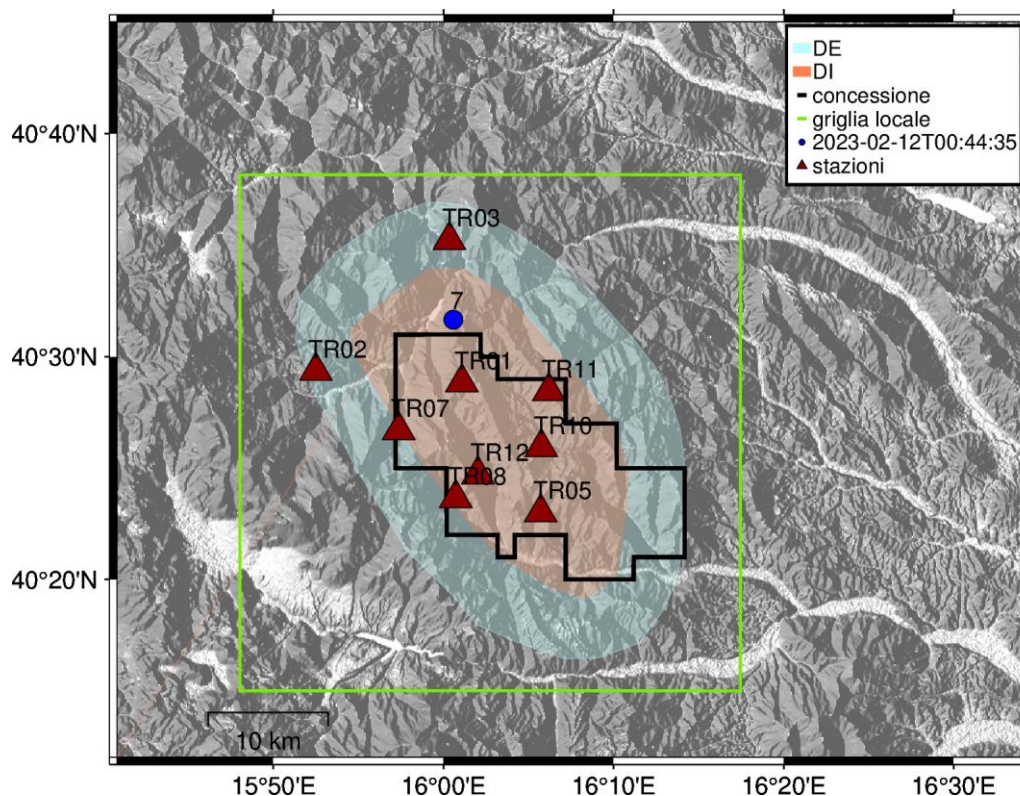 DE
DI
concessione
griglia locale
2023-02-12T00:44:35
stazioni
40°40'N
TR03
7
40°30'N
TR02
TR01
TR11
TR07
TR10
TR12
TR08
TR05
40°20'N
10 km
15°50'E
16°00'E
16°10'E
16°20'E
16°30'E